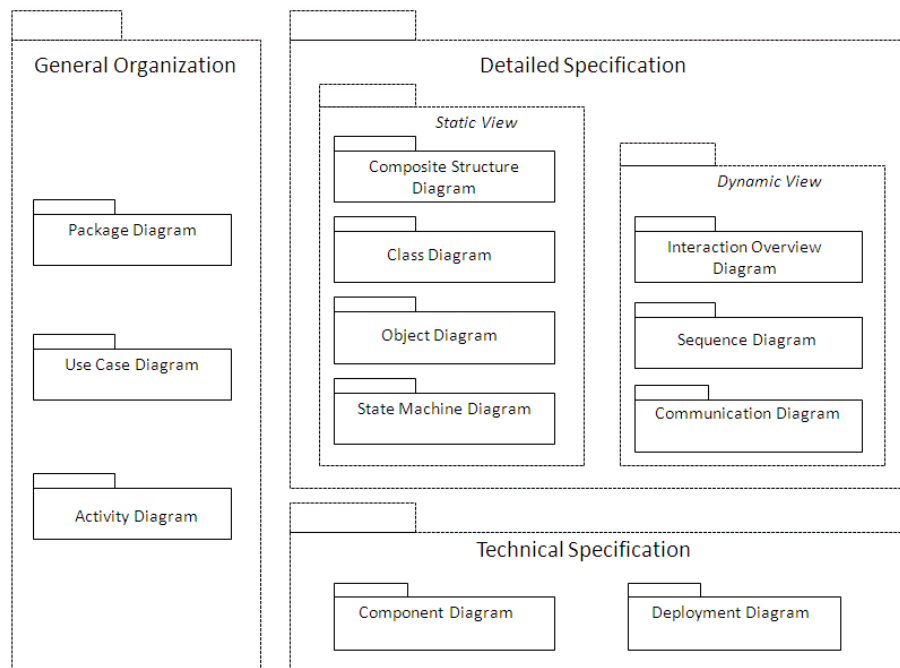 General Organization
Package Diagram
Use Case Diagram
Activity Diagram
Detailed Specification
Static View
Composite Structure
Diagram
Class Diagram
Object Diagram
State Machine Diagram
Dynamic View
Interaction Overview
Diagram
Sequence Diagram
Communication Diagram
Technical Specification
Component Diagram
Deployment Diagram